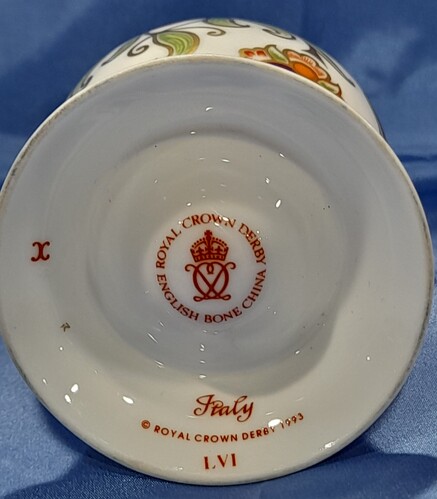 ROYAL CROWN DERBY
ENGLISH BONE CHINA
X
R
Italy
© ROYAL CROWN DERBY 1993
LVI